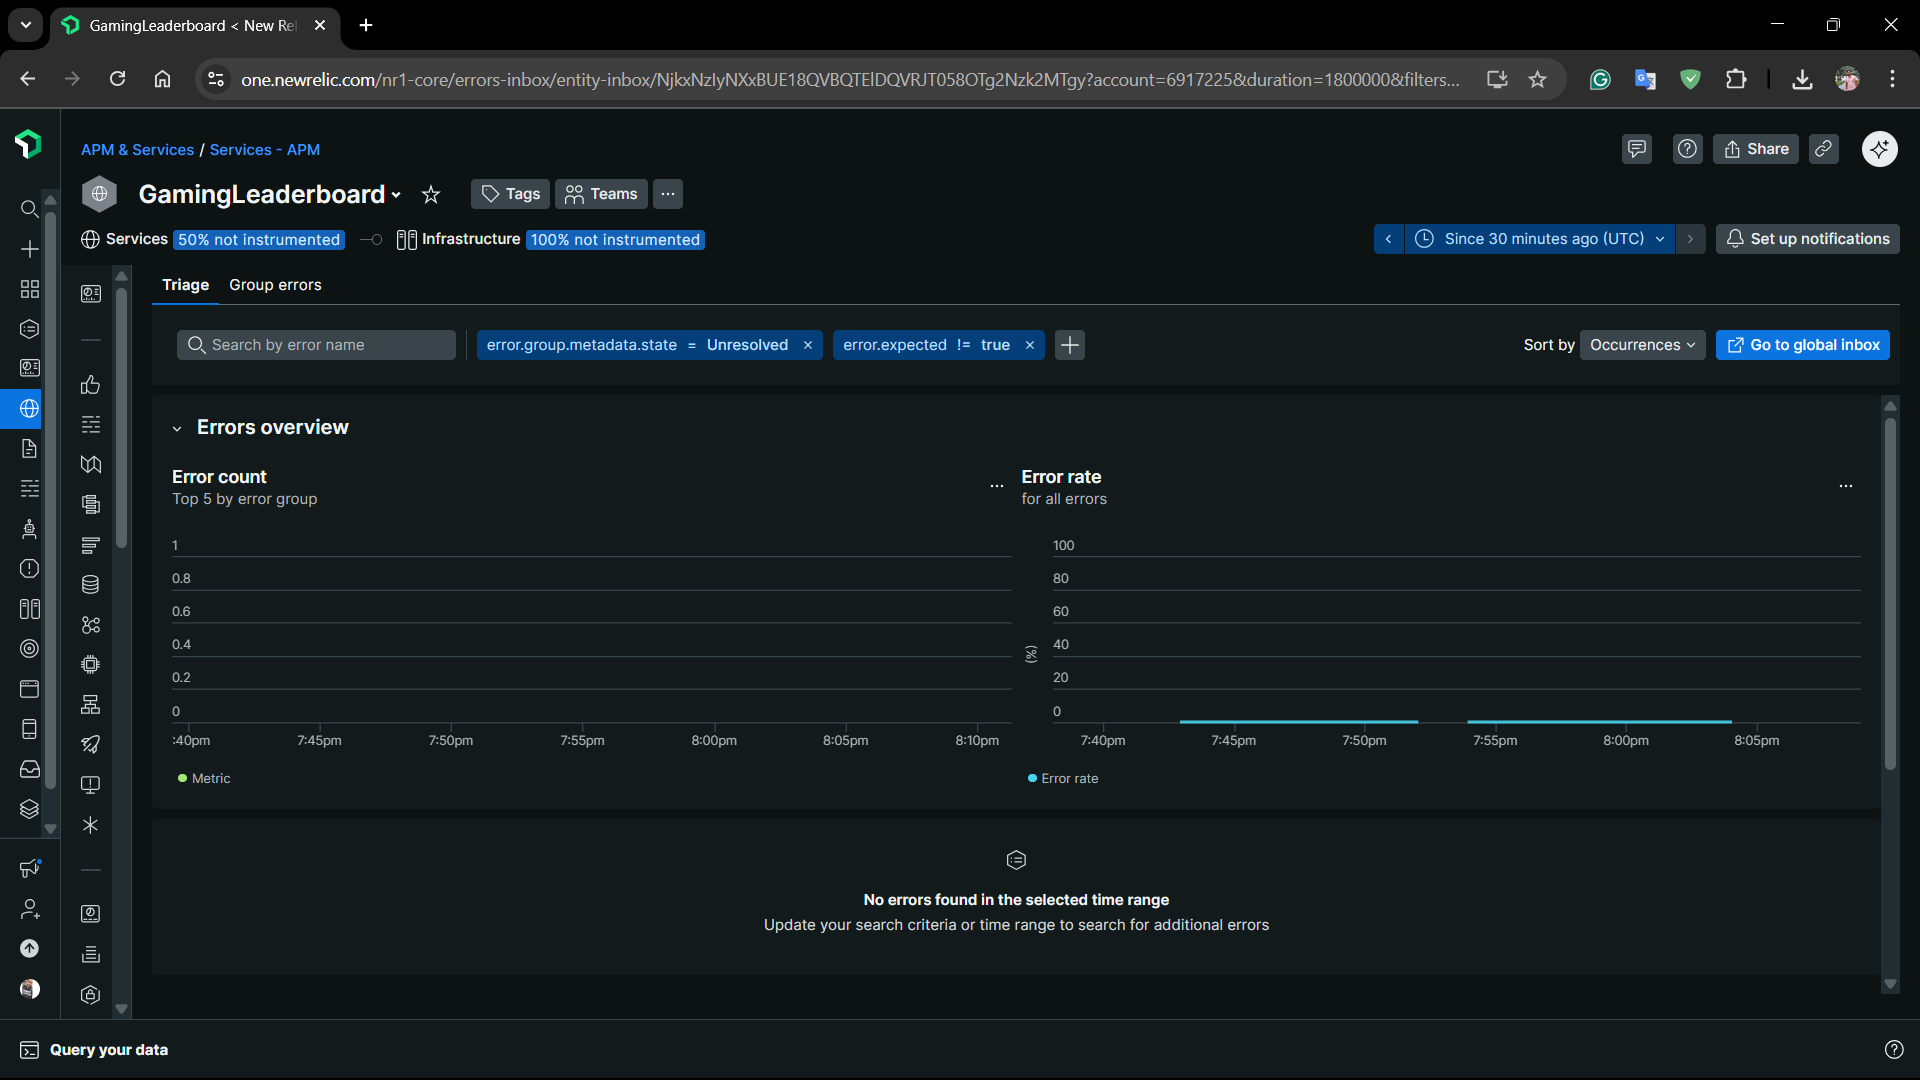 GamingLeaderboard < New Rel
one.newrelic.com/nr1-core/errors-inbox/entity-inbox/NjkxNzIyNXxBUE18QVBQTElDQVRJT058OTg2Nzk2MTgy?account=6917225&duration=1800000&filters...
APM & Services / Services - APM
Share
GamingLeaderboard
Tags
Teams
Services 50% not instrumented
Infrastructure 100% not instrumented
Since 30 minutes ago (UTC)
Set up notifications
Triage
Group errors
Search by error name
error.group.metadata.state = Unresolved
error.expected != true
Sort by
Occurrences
Go to global inbox
Errors overview
Error count
Top 5 by error group
1
0.8
0.6
0.4
0.2
0
:40pm 7:45pm 7:50pm 7:55pm 8:00pm 8:05pm 8:10pm
Metric
Error rate
for all errors
(%)
100
80
60
40
20
0
7:40pm 7:45pm 7:50pm 7:55pm 8:00pm 8:05pm
Error rate
No errors found in the selected time range
Update your search criteria or time range to search for additional errors
Query your data